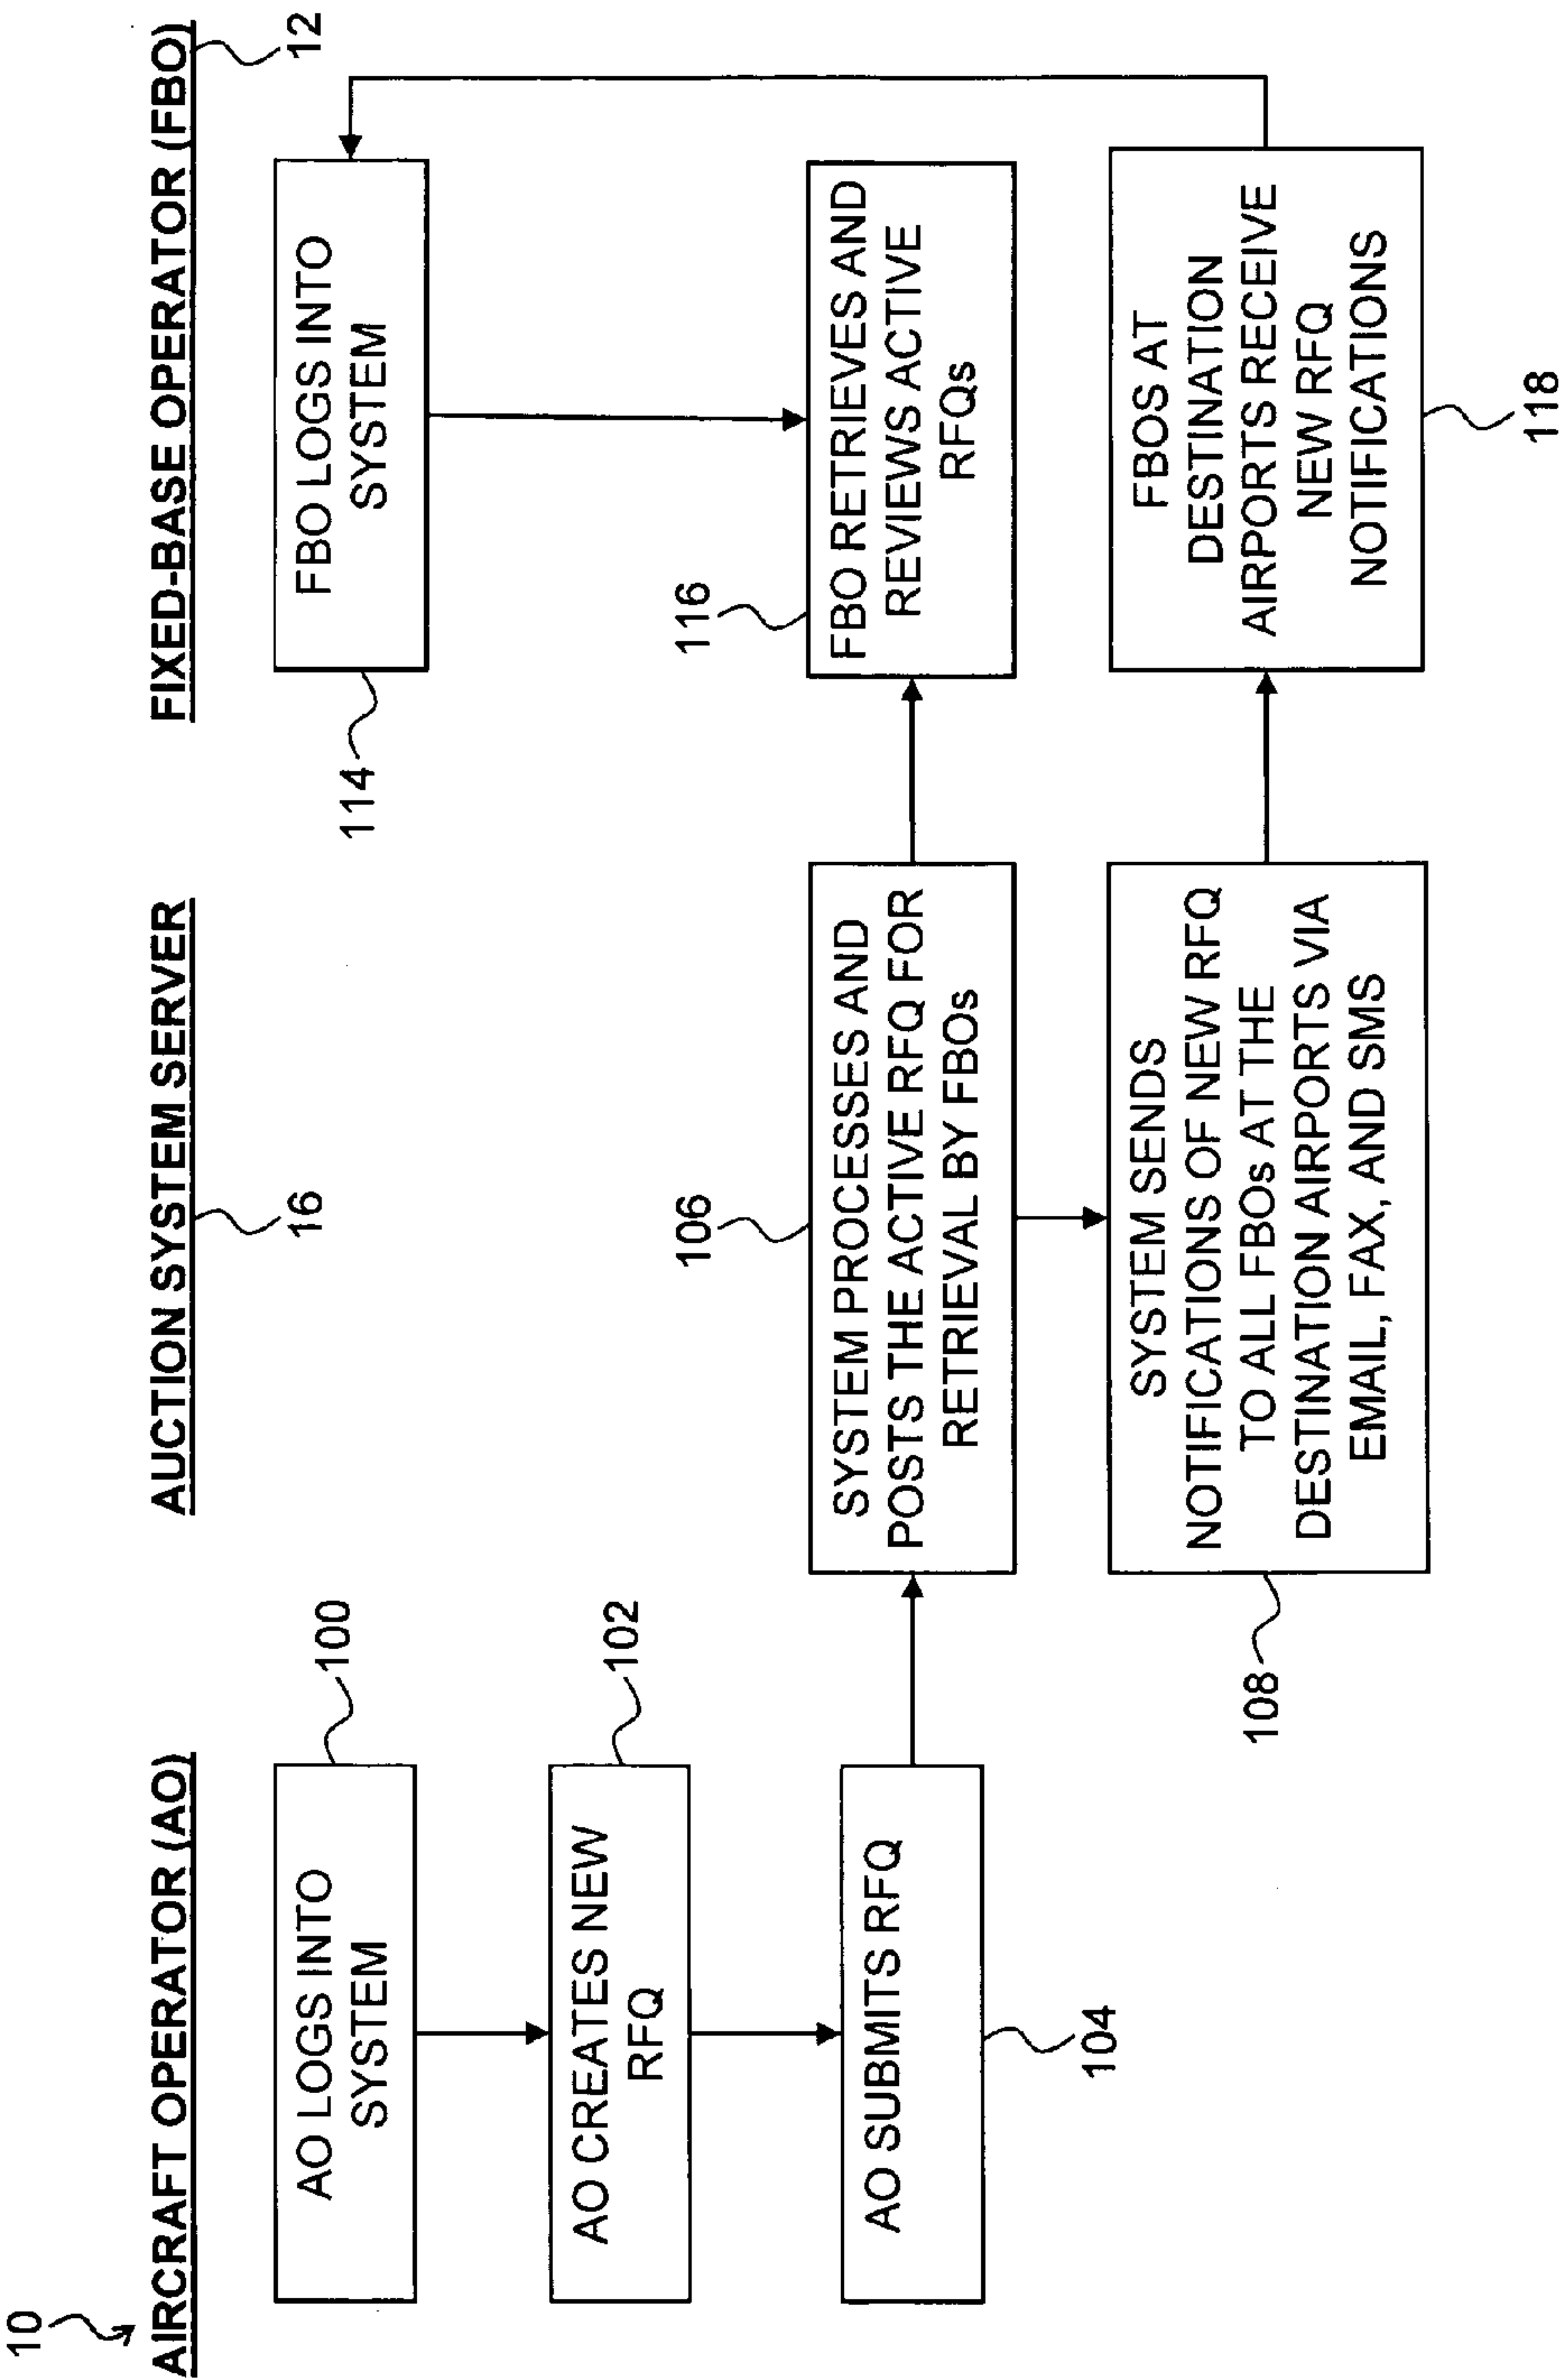 10
AIRCRAFT OPERATOR (AO)
AUCTION SYSTEM SERVER
16
FIXED-BASE OPERATOR (FBO)
12
AO LOGS INTO
SYSTEM
100
AO CREATES NEW
RFQ
102
AO SUBMITS RFQ
104
106
SYSTEM PROCESSES AND
POSTS THE ACTIVE RFQ FOR
RETRIEVAL BY FBOs
SYSTEM SENDS
NOTIFICATIONS OF NEW RFQ
TO ALL FBOs AT THE
DESTINATION AIRPORTS VIA
EMAIL, FAX, AND SMS
108
FBO LOGS INTO
SYSTEM
114
116
FBO RETRIEVES AND
REVIEWS ACTIVE
RFQs
FBOS AT
DESTINATION
AIRPORTS RECEIVE
NEW RFQ
NOTIFICATIONS
118